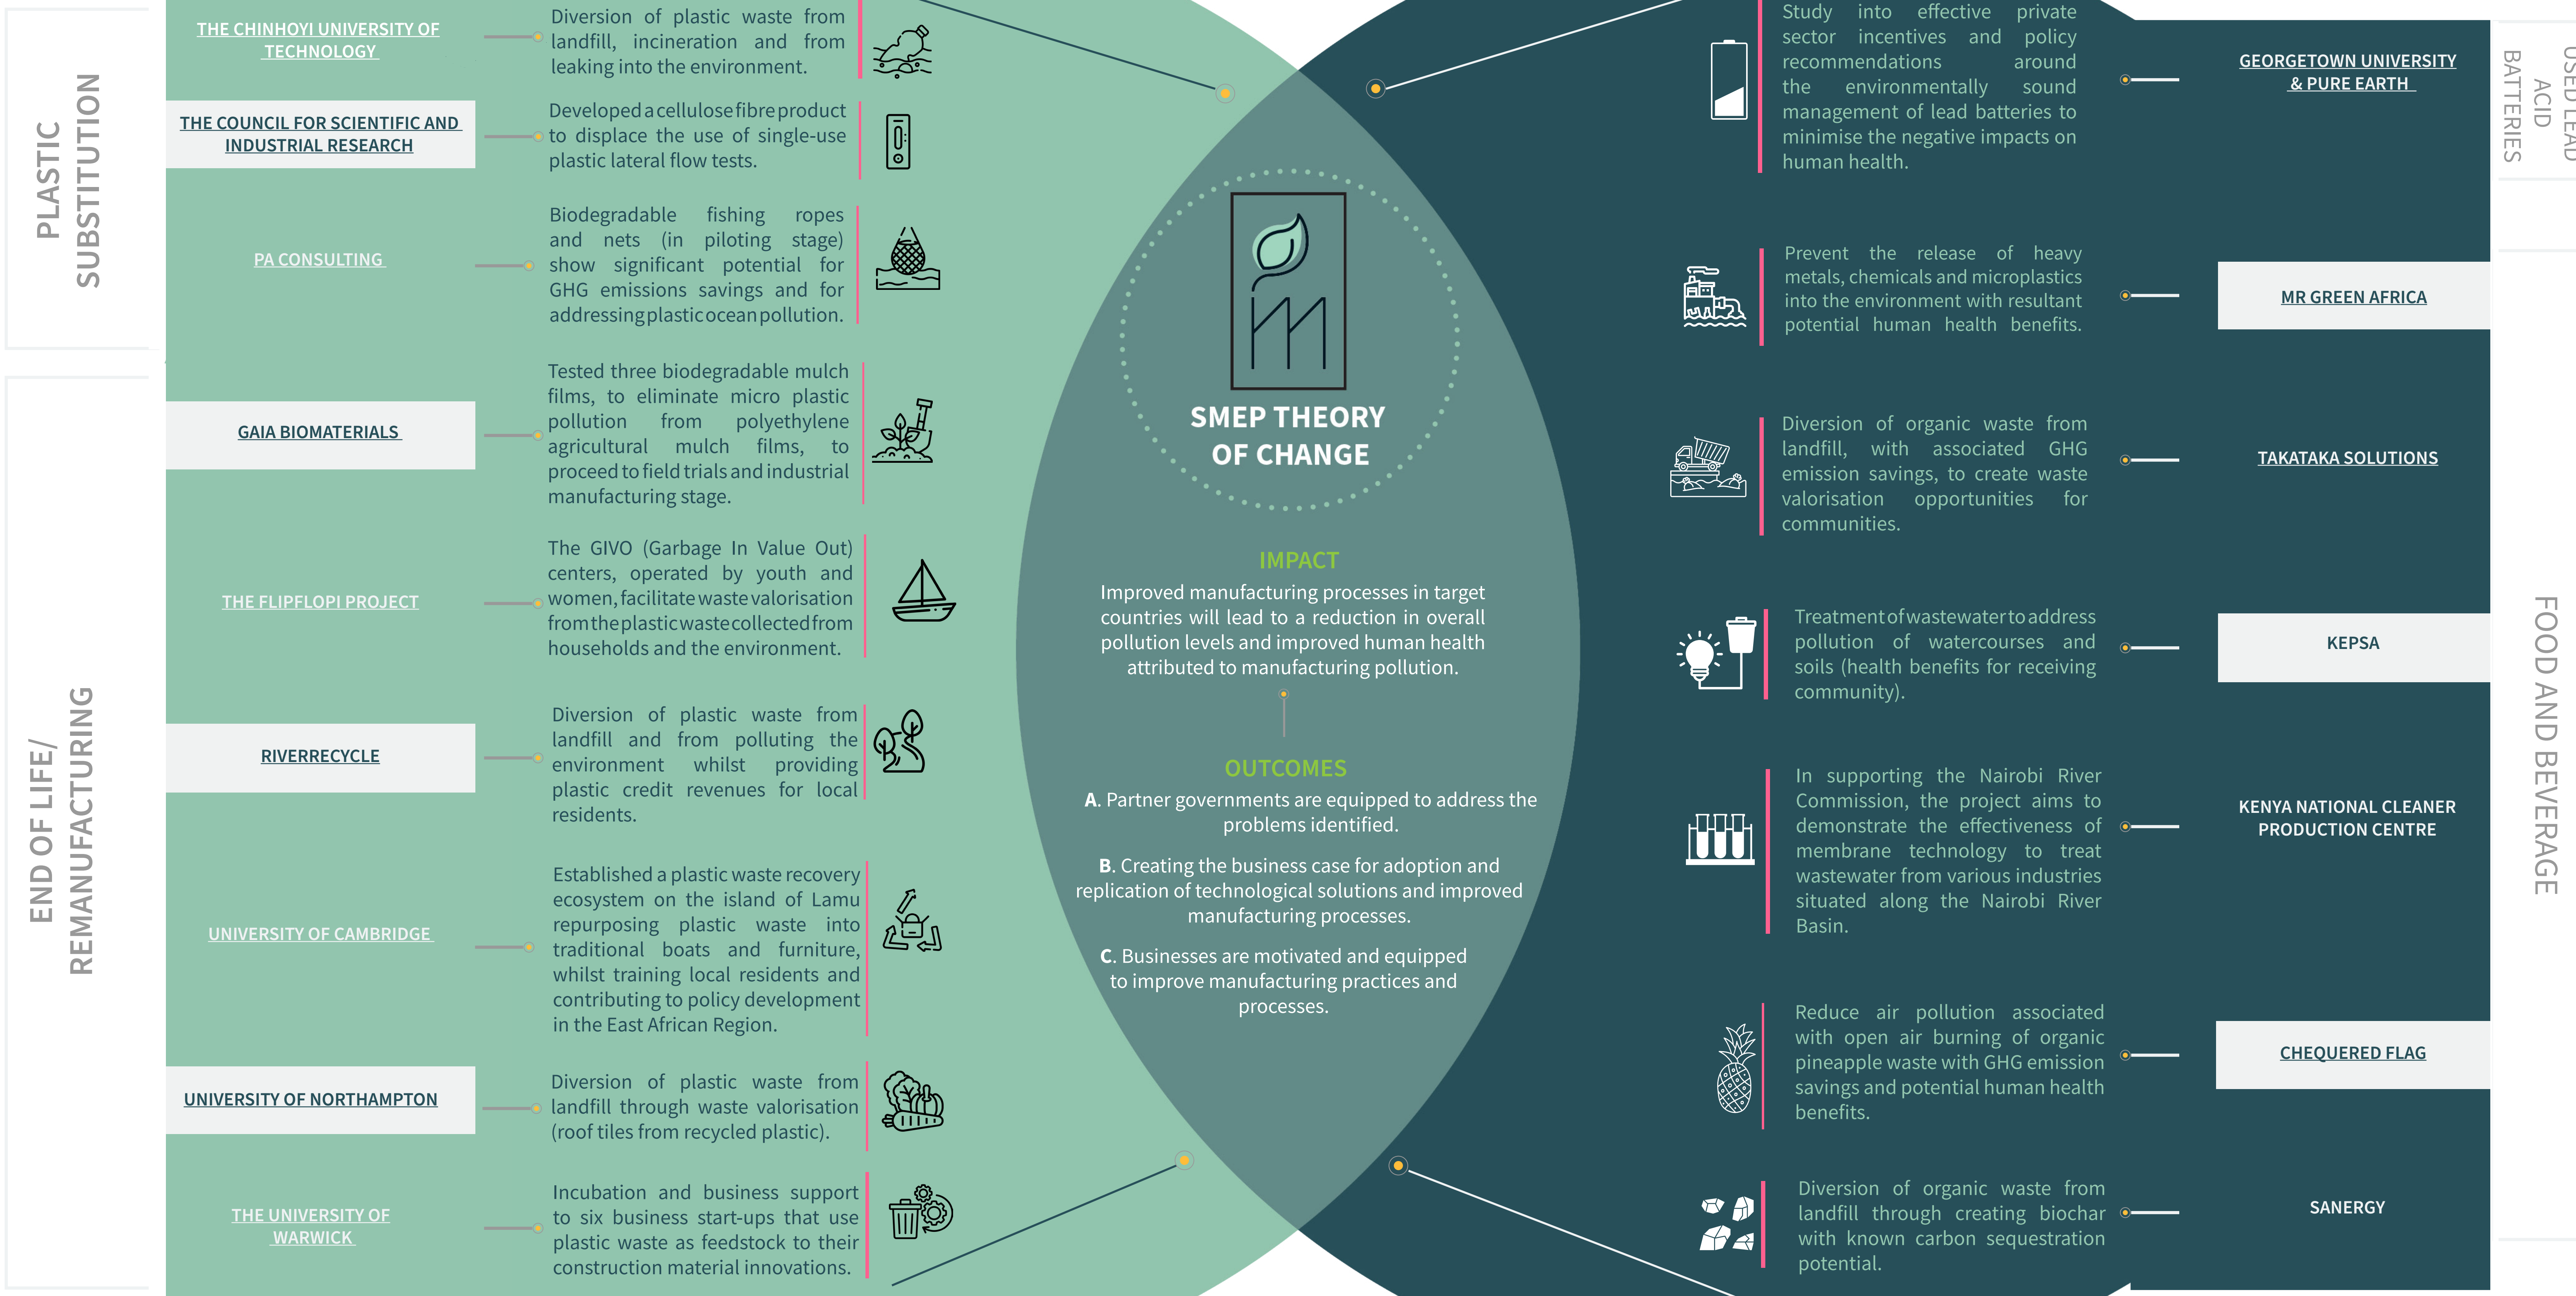 PLASTIC
SUBSTITUTION
THE CHINHOYI UNIVERSITY OF
TECHNOLOGY
Diversion of plastic waste from
landfill, incineration and from
leaking into the environment.
THE COUNCIL FOR SCIENTIFIC AND
INDUSTRIAL RESEARCH
Developed a cellulose fibre product
to displace the use of single-use
plastic lateral flow tests.
PA CONSULTING
Biodegradable fishing ropes
and nets (in piloting stage)
show significant potential for
GHG emissions savings and for
addressing plastic ocean pollution.
END OF LIFE/
REMANUFACTURING
GAIA BIOMATERIALS
Tested three biodegradable mulch
films, to eliminate micro plastic
pollution from polyethylene
agricultural mulch films, to
proceed to field trials and industrial
manufacturing stage.
THE FLIPFLOPI PROJECT
The GIVO (Garbage In Value Out)
centers, operated by youth and
women, facilitate waste valorisation
from the plastic waste collected from
households and the environment.
RIVERRECYCLE
Diversion of plastic waste from
landfill and from polluting the
environment whilst providing
plastic credit revenues for local
residents.
UNIVERSITY OF CAMBRIDGE
Established a plastic waste recovery
ecosystem on the island of Lamu
repurposing plastic waste into
traditional boats and furniture,
whilst training local residents and
contributing to policy development
in the East African Region.
UNIVERSITY OF NORTHAMPTON
Diversion of plastic waste from
landfill through waste valorisation
(roof tiles from recycled plastic).
THE UNIVERSITY OF
WARWICK
Incubation and business support
to six business start-ups that use
plastic waste as feedstock to their
construction material innovations.
SMEP THEORY
OF CHANGE
IMPACT
Improved manufacturing processes in target
countries will lead to a reduction in overall
pollution levels and improved human health
attributed to manufacturing pollution.
OUTCOMES
A. Partner governments are equipped to address the
problems identified.
B. Creating the business case for adoption and
replication of technological solutions and improved
manufacturing processes.
C. Businesses are motivated and equipped
to improve manufacturing practices and
processes.
Study into effective private
sector incentives and policy
recommendations around
the environmentally sound
management of lead batteries to
minimise the negative impacts on
human health.
GEORGETOWN UNIVERSITY
& PURE EARTH
USED LEAD
ACID
BATTERIES
Prevent the release of heavy
metals, chemicals and microplastics
into the environment with resultant
potential human health benefits.
MR GREEN AFRICA
Diversion of organic waste from
landfill, with associated GHG
emission savings, to create waste
valorisation opportunities for
communities.
TAKATAKA SOLUTIONS
Treatment of wastewater to address
pollution of watercourses and
soils (health benefits for receiving
community).
KEPSA
FOOD AND BEVERAGE
In supporting the Nairobi River
Commission, the project aims to
demonstrate the effectiveness of
membrane technology to treat
wastewater from various industries
situated along the Nairobi River
Basin.
KENYA NATIONAL CLEANER
PRODUCTION CENTRE
Reduce air pollution associated
with open air burning of organic
pineapple waste with GHG emission
savings and potential human health
benefits.
CHEQUERED FLAG
Diversion of organic waste from
landfill through creating biochar
with known carbon sequestration
potential.
SANERGY